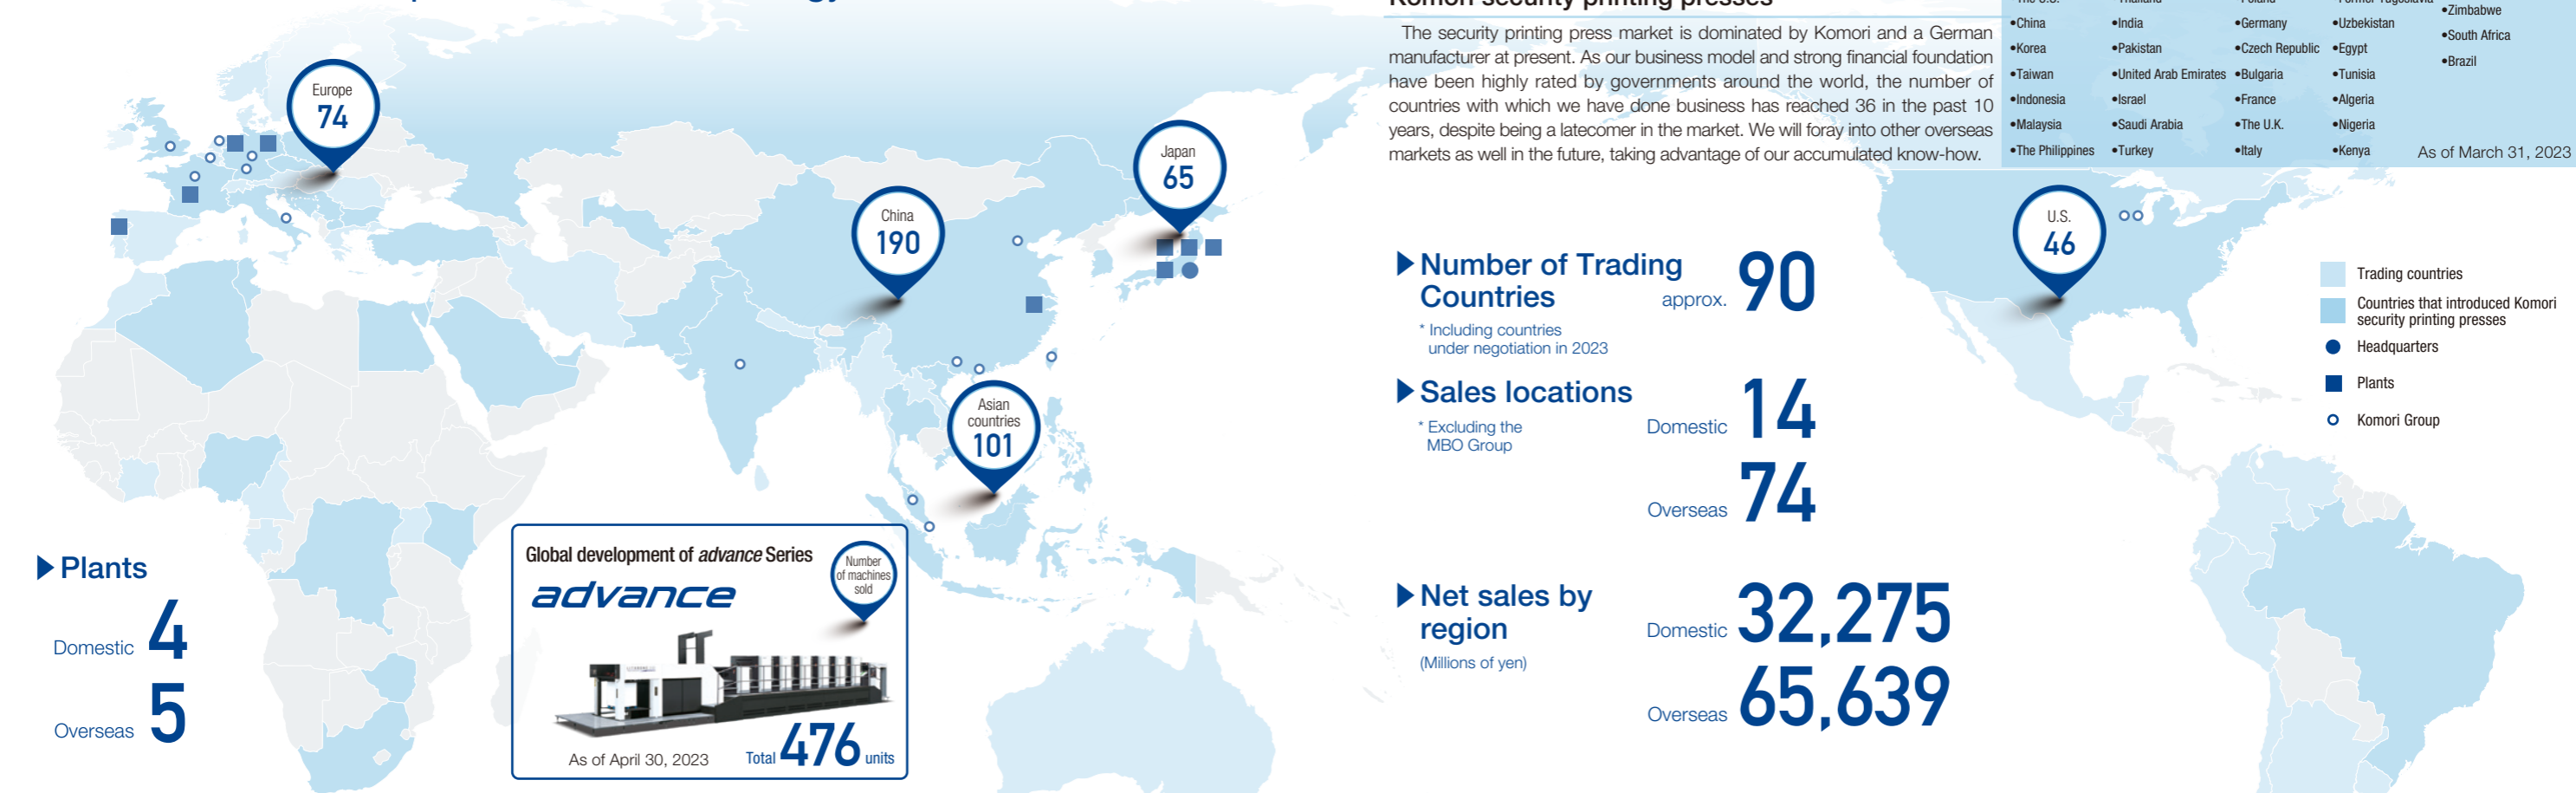 Komori security printing presses
The security printing press market is dominated by Komori and a German
manufacturer at present. As our business model and strong financial foundation
have been highly rated by governments around the world, the number of
countries with which we have done business has reached 36 in the past 10
years, despite being a latecomer in the market. We will foray into other overseas
markets as well in the future, taking advantage of our accumulated know-how.
•China
•Korea
•Taiwan
•Indonesia
•Malaysia
•The Philippines
•India
•Pakistan
•United Arab Emirates
•Israel
•Saudi Arabia
•Turkey
•Germany
•Czech Republic
•Bulgaria
•France
•The U.K.
•Italy
•Uzbekistan
•Egypt
•Tunisia
•Algeria
•Nigeria
•Kenya
•Zimbabwe
•South Africa
•Brazil
As of March 31, 2023
Europe
74
Japan
65
China
190
Asian
countries
101
U.S.
46
Number of Trading
Countries
approx. 90
* Including countries
under negotiation in 2023
Sales locations
* Excluding the
MBO Group
Domestic 14
Overseas 74
Net sales by
region
(Millions of yen)
Domestic 32,275
Overseas 65,639
Trading countries
Countries that introduced Komori
security printing presses
Headquarters
Plants
Komori Group
Plants
Domestic 4
Overseas 5
Global development of advance Series
advance
Number
of machines
sold
As of April 30, 2023
Total 476 units